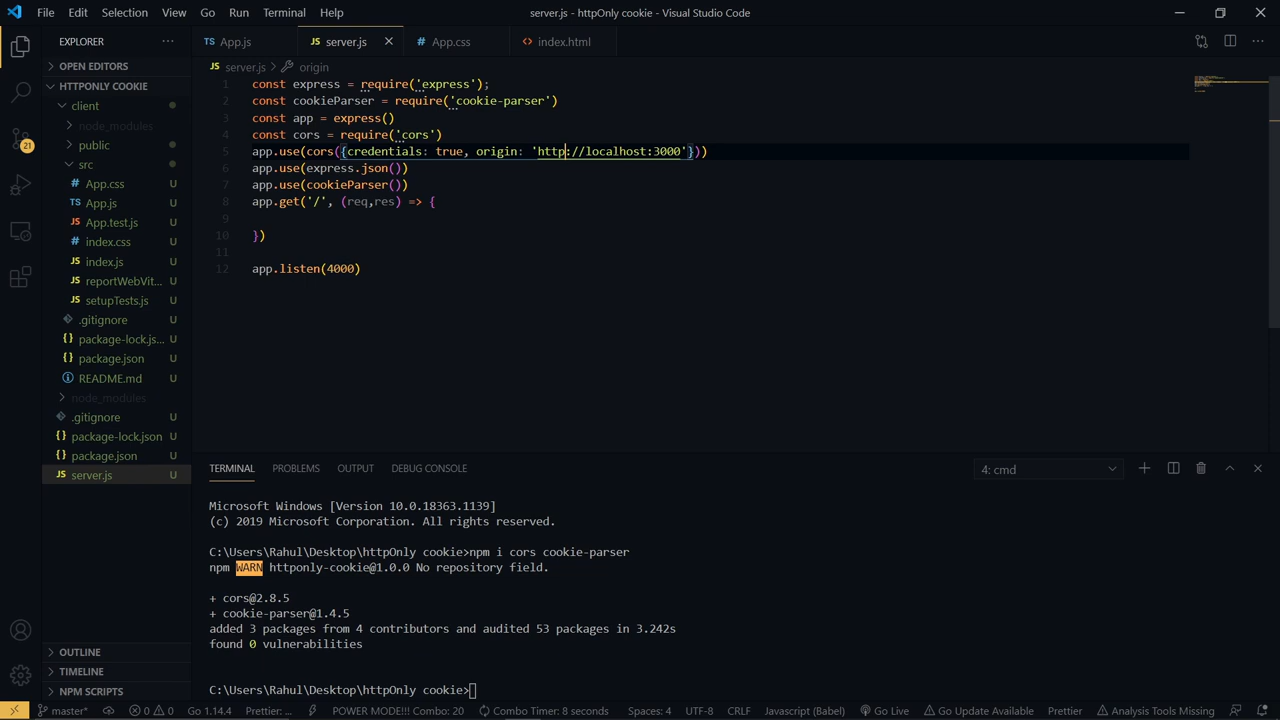 File Edit Selection View Go Run Terminal Help server.js - httpOnly cookie - Visual Studio Code
EXPLORER
OPEN EDITORS
HTTPONLY COOKIE
client
node_modules
public
src
# App.css U
JS App.js U
JS App.test.js U
# index.css U
JS index.js U
JS reportWebVit... U
JS setupTests.js U
.gitignore U
{} package-lock.js... U
{} package.json U
README.md U
node_modules
.gitignore U
{} package-lock.json U
{} package.json U
JS server.js U
OUTLINE
TIMELINE
NPM SCRIPTS
21
JS App.js JS server.js # App.css <> index.html
JS server.js > origin
1 const express = require('express');
2 const cookieParser = require('cookie-parser')
3 const app = express()
4 const cors = require('cors')
5 app.use(cors({credentials: true, origin: 'http://localhost:3000'}))
6 app.use(express.json())
7 app.use(cookieParser())
8 app.get('/', (req,res) => {
9
10 })
11
12 app.listen(4000)
TERMINAL PROBLEMS OUTPUT DEBUG CONSOLE 4: cmd
Microsoft Windows [Version 10.0.18363.1139]
(c) 2019 Microsoft Corporation. All rights reserved.
C:\Users\Rahul\Desktop\httpOnly cookie>npm i cors cookie-parser
npm WARN httponly-cookie@1.0.0 No repository field.
+ cors@2.8.5
+ cookie-parser@1.4.5
added 3 packages from 4 contributors and audited 53 packages in 3.242s
found 0 vulnerabilities
C:\Users\Rahul\Desktop\httpOnly cookie>
master* 0 0 Go 1.14.4 Prettier: ... POWER MODE!!! Combo: 20 Combo Timer: 8 seconds Spaces: 4 UTF-8 CRLF Javascript (Babel) Go Live Go Update Available Prettier Analysis Tools Missing